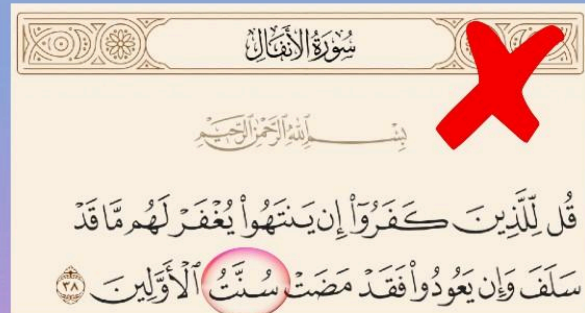 سُورَةُ الأَنفَالِ
بِسْمِ ٱللَّهِ ٱلرَّحْمَٰنِ ٱلرَّحِيمِ
قُل لِّلَّذِينَ كَفَرُوٓاْ إِن يَنتَهُواْ يُغْفَرْ لَهُم مَّا قَدْ
سَلَفَ وَإِن يَعُودُواْ فَقَدْ مَضَتْ سُنَّتُ ٱلْأَوَّلِينَ ٣٨